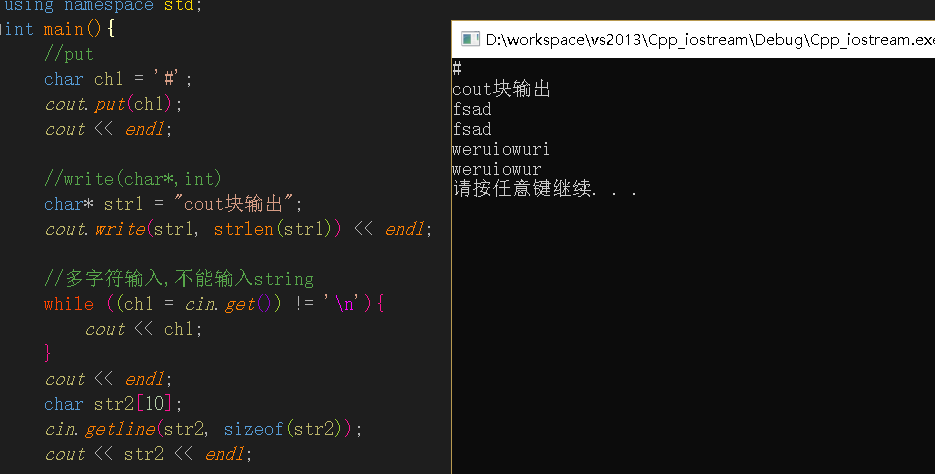 using namespace std;
int main(){
//put
char ch1 = '#';
cout.put(ch1);
cout << endl;
//write(char*,int)
char* str1 = "cout块输出";
cout.write(str1, strlen(str1)) << endl;
//多字符输入,不能输入string
while ((ch1 = cin.get()) != '\n'){
cout << ch1;
}
cout << endl;
char str2[10];
cin.getline(str2, sizeof(str2));
cout << str2 << endl;
D:\workspace\vs2013\Cpp_iostream\Debug\Cpp_iostream.exe
#
cout块输出
fsad
fsad
weruiowuri
weruiowur
请按任意键继续. . .